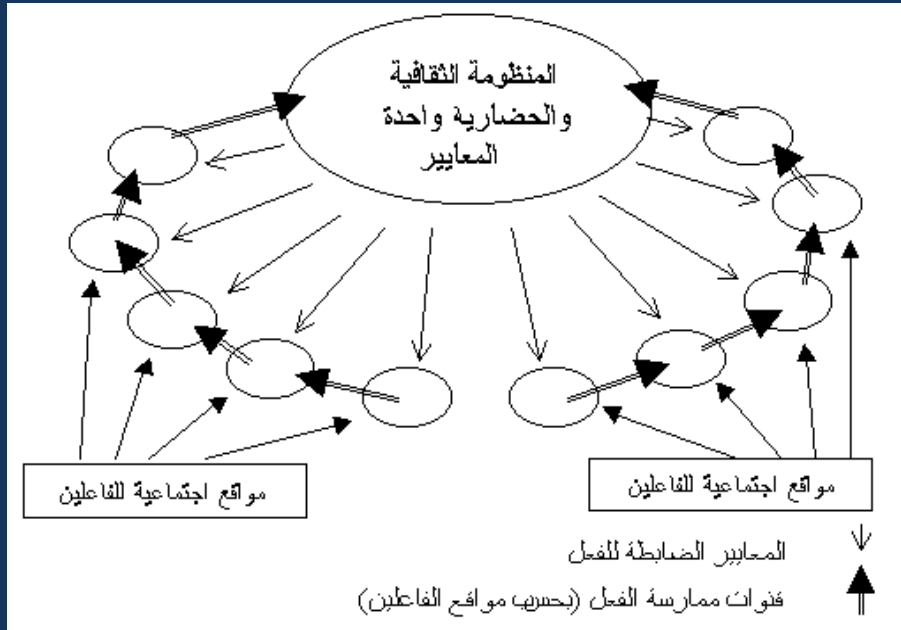 المنظومة الثقافية
والحضارية واحدة
المعايير
مواقع اجتماعية للفاعلين
مواقع اجتماعية للفاعلين
المعايير الضابطة للفعل
قنوات ممارسة الفعل (بحسب مواقع الفاعلين)